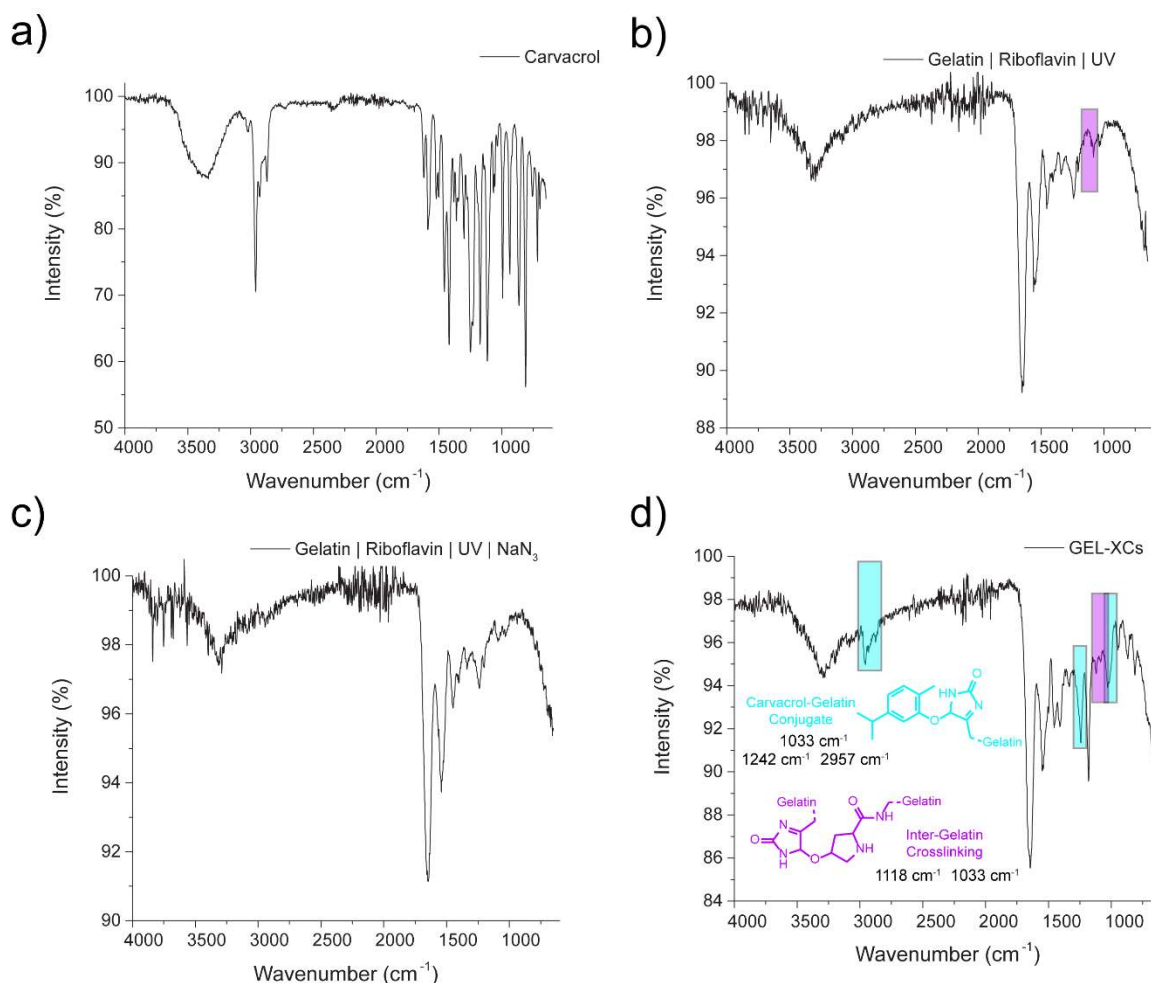 a)
Carvacrol
100
90
80
70
60
50
Intensity (%)
4000 3500 3000 2500 2000 1500 1000
Wavenumber (cm⁻¹)
b)
Gelatin | Riboflavin | UV
100
98
96
94
92
90
88
Intensity (%)
4000 3500 3000 2500 2000 1500 1000
Wavenumber (cm⁻¹)
c)
Gelatin | Riboflavin | UV | NaN₃
100
98
96
94
92
90
Intensity (%)
4000 3500 3000 2500 2000 1500 1000
Wavenumber (cm⁻¹)
d)
GEL-XCs
100
98
96
94
92
90
88
86
84
Intensity (%)
Carvacrol-Gelatin
Conjugate
1033 cm⁻¹
1242 cm⁻¹ 2957 cm⁻¹
O
HN
N
O
Gelatin
Gelatin
O
Gelatin
N
N
H
O
N
H
O
NH
Inter-Gelatin
Crosslinking
1118 cm⁻¹ 1033 cm⁻¹
4000 3500 3000 2500 2000 1500 1000
Wavenumber (cm⁻¹)